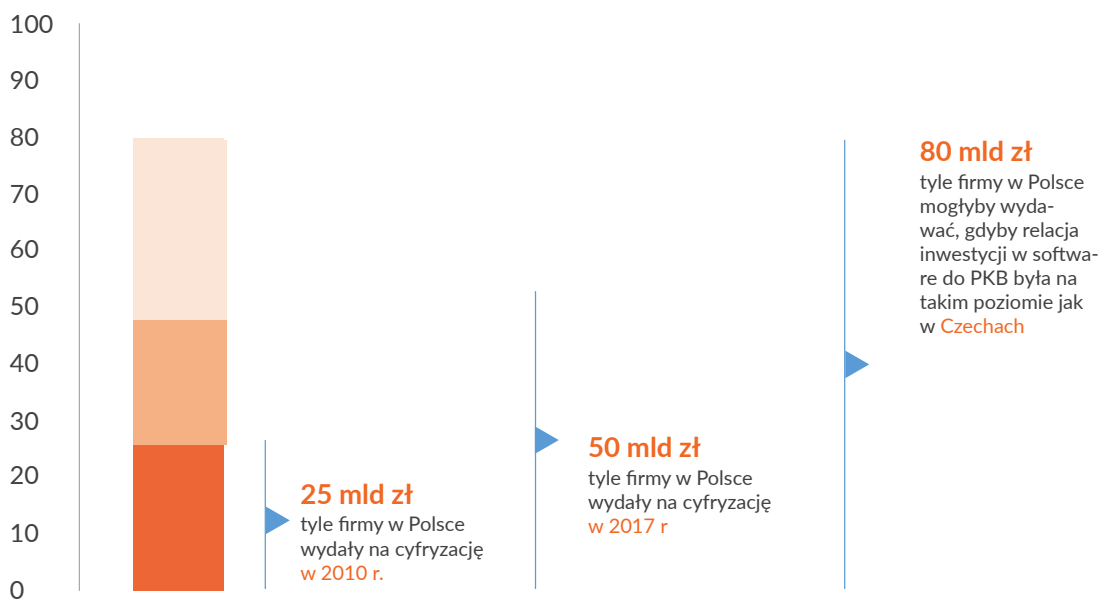 100
90
80
70
60
50
40
30
20
10
0
25 mld zł
tyle firmy w Polsce
wydały na cyfryzację
w 2010 r.
50 mld zł
tyle firmy w Polsce
wydały na cyfryzację
w 2017 r
80 mld zł
tyle firmy w Polsce
mogłyby wyda-
wać, gdyby relacja
inwestycji w softwa-
re do PKB była na
takim poziomie jak
w Czechach